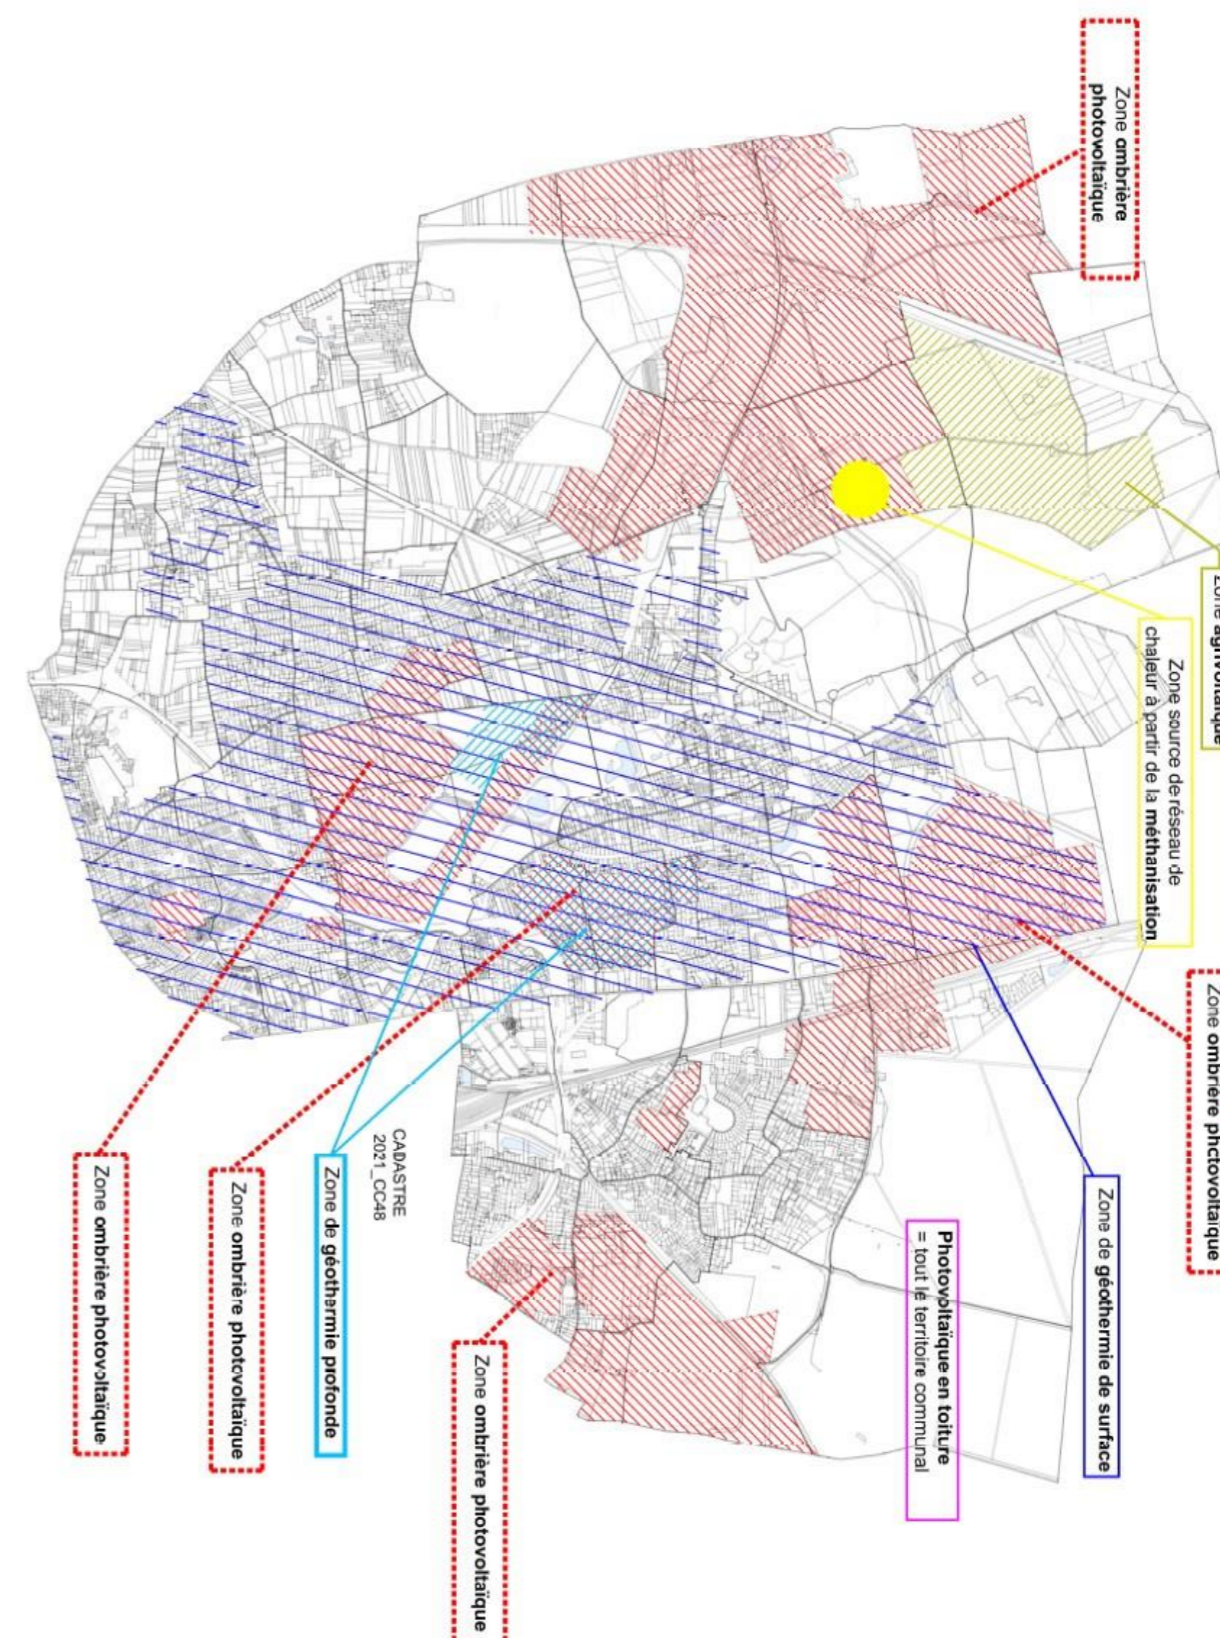 Zone ombrière
photovoltaïque
Zone agrivoltaïque
Zone source de réseau de
chaleur à partir de la méthanisation
Zone ombrière photovoltaïque
Zone de géothermie de surface
Photovoltaïque en toiture
= tout le territoire communal
Zone ombrière photovoltaïque
CADASTRE
2021_CC48
Zone de géothermie profonde
Zone ombrière photovoltaïque
Zone ombrière photovoltaïque